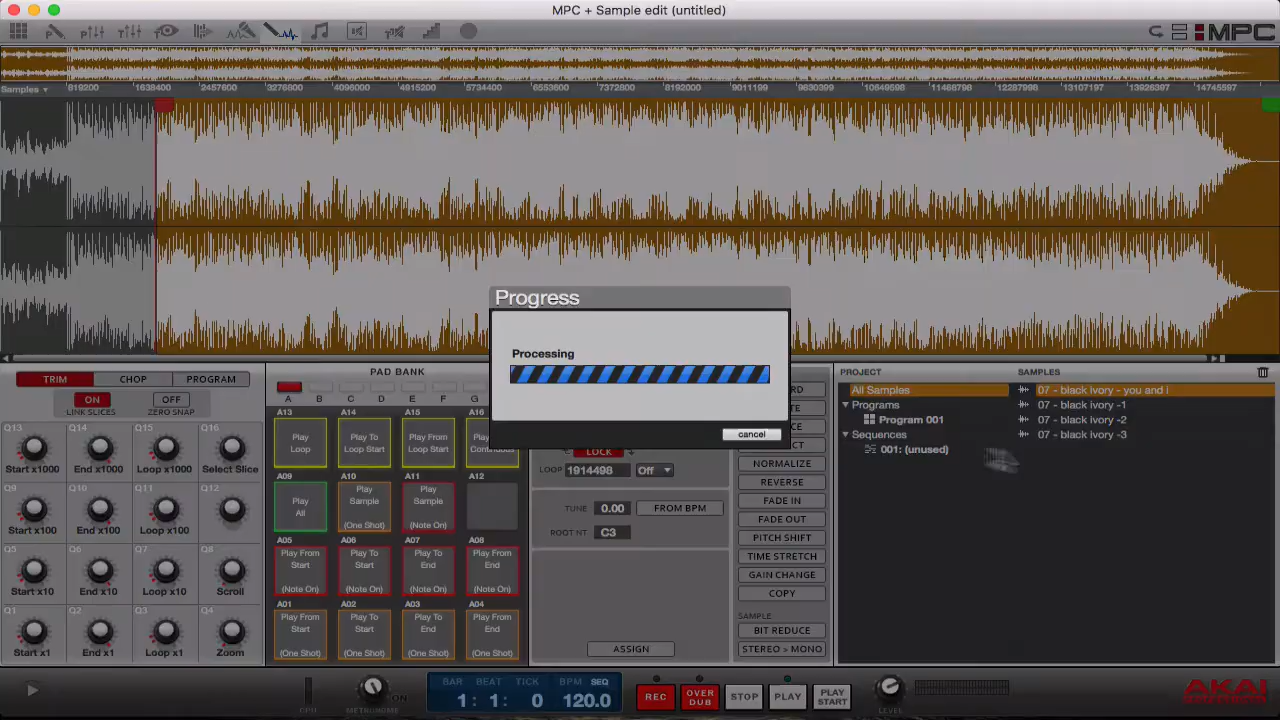 MPC + Sample edit (untitled)
MPC
Samples
819200 1638400 2457600 3276800 4096000 4915200 5734400 6553600 7372800 8192000 9011199 9830399 10649598 11468798 12287998 13107197 13926397 14745597
Progress
Processing
cancel
TRIM CHOP PROGRAM
ON OFF
LINK SLICES ZERO SNAP
Q13 Q14 Q15 Q16
Start x1000 End x1000 Loop x1000 Select Slice
Q9 Q10 Q11 Q12
Start x100 End x100 Loop x100
Q5 Q6 Q7 Q8
Start x10 End x10 Loop x10 Scroll
Q1 Q2 Q3 Q4
Start x1 End x1 Loop x1 Zoom
PAD BANK
A B C D E F G
A13 A14 A15 A16
Play Loop
Play To Loop Start
Play From Loop Start
Play
A09 A10 A11 A12
Play All
Play Sample (One Shot)
Play Sample (Note On)
A05 A06 A07 A08
Play From Start (Note On)
Play To Start (Note On)
Play To End (Note On)
Play From End (Note On)
A01 A02 A03 A04
Play From Start (One Shot)
Play To Start (One Shot)
Play To End (One Shot)
Play From End (One Shot)
LOCK
LOOP 1914498 Off
TUNE 0.00 FROM BPM
ROOT NT C3
ASSIGN
NORMALIZE
REVERSE
FADE IN
FADE OUT
PITCH SHIFT
TIME STRETCH
GAIN CHANGE
COPY
SAMPLE
BIT REDUCE
STEREO > MONO
PROJECT SAMPLES
All Samples 07 - black ivory - you and i
Programs 07 - black ivory -1
Program 001 07 - black ivory -2
Sequences 07 - black ivory -3
001: (unused)
CPU
METRONOME
ON
BAR BEAT TICK BPM SEQ
1: 1: 0 120.0
REC
OVER DUB
STOP
PLAY
PLAY START
LEVEL
AKAI
PROFESSIONAL